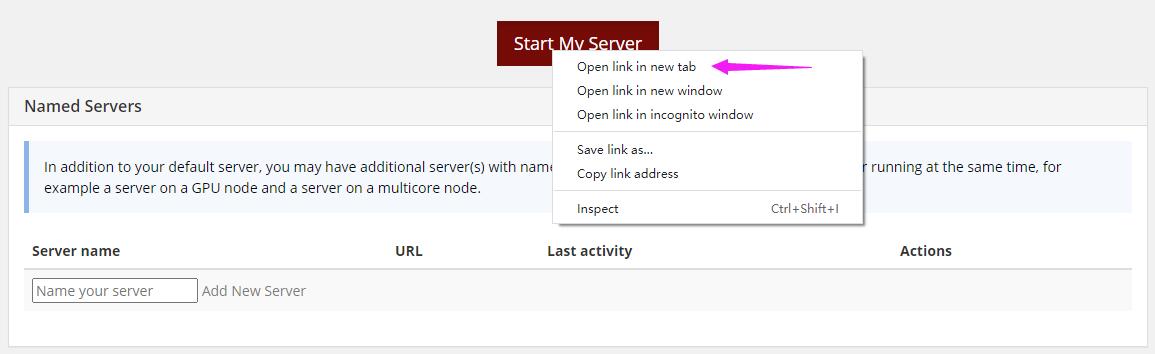 Start My Server
Open link in new tab
Open link in new window
Open link in incognito window
Save link as...
Copy link address
Inspect Ctrl+Shift+I
Named Servers
In addition to your default server, you may have additional server(s) with name
r running at the same time, for
example a server on a GPU node and a server on a multicore node.
Server name URL Last activity Actions
Name your server Add New Server